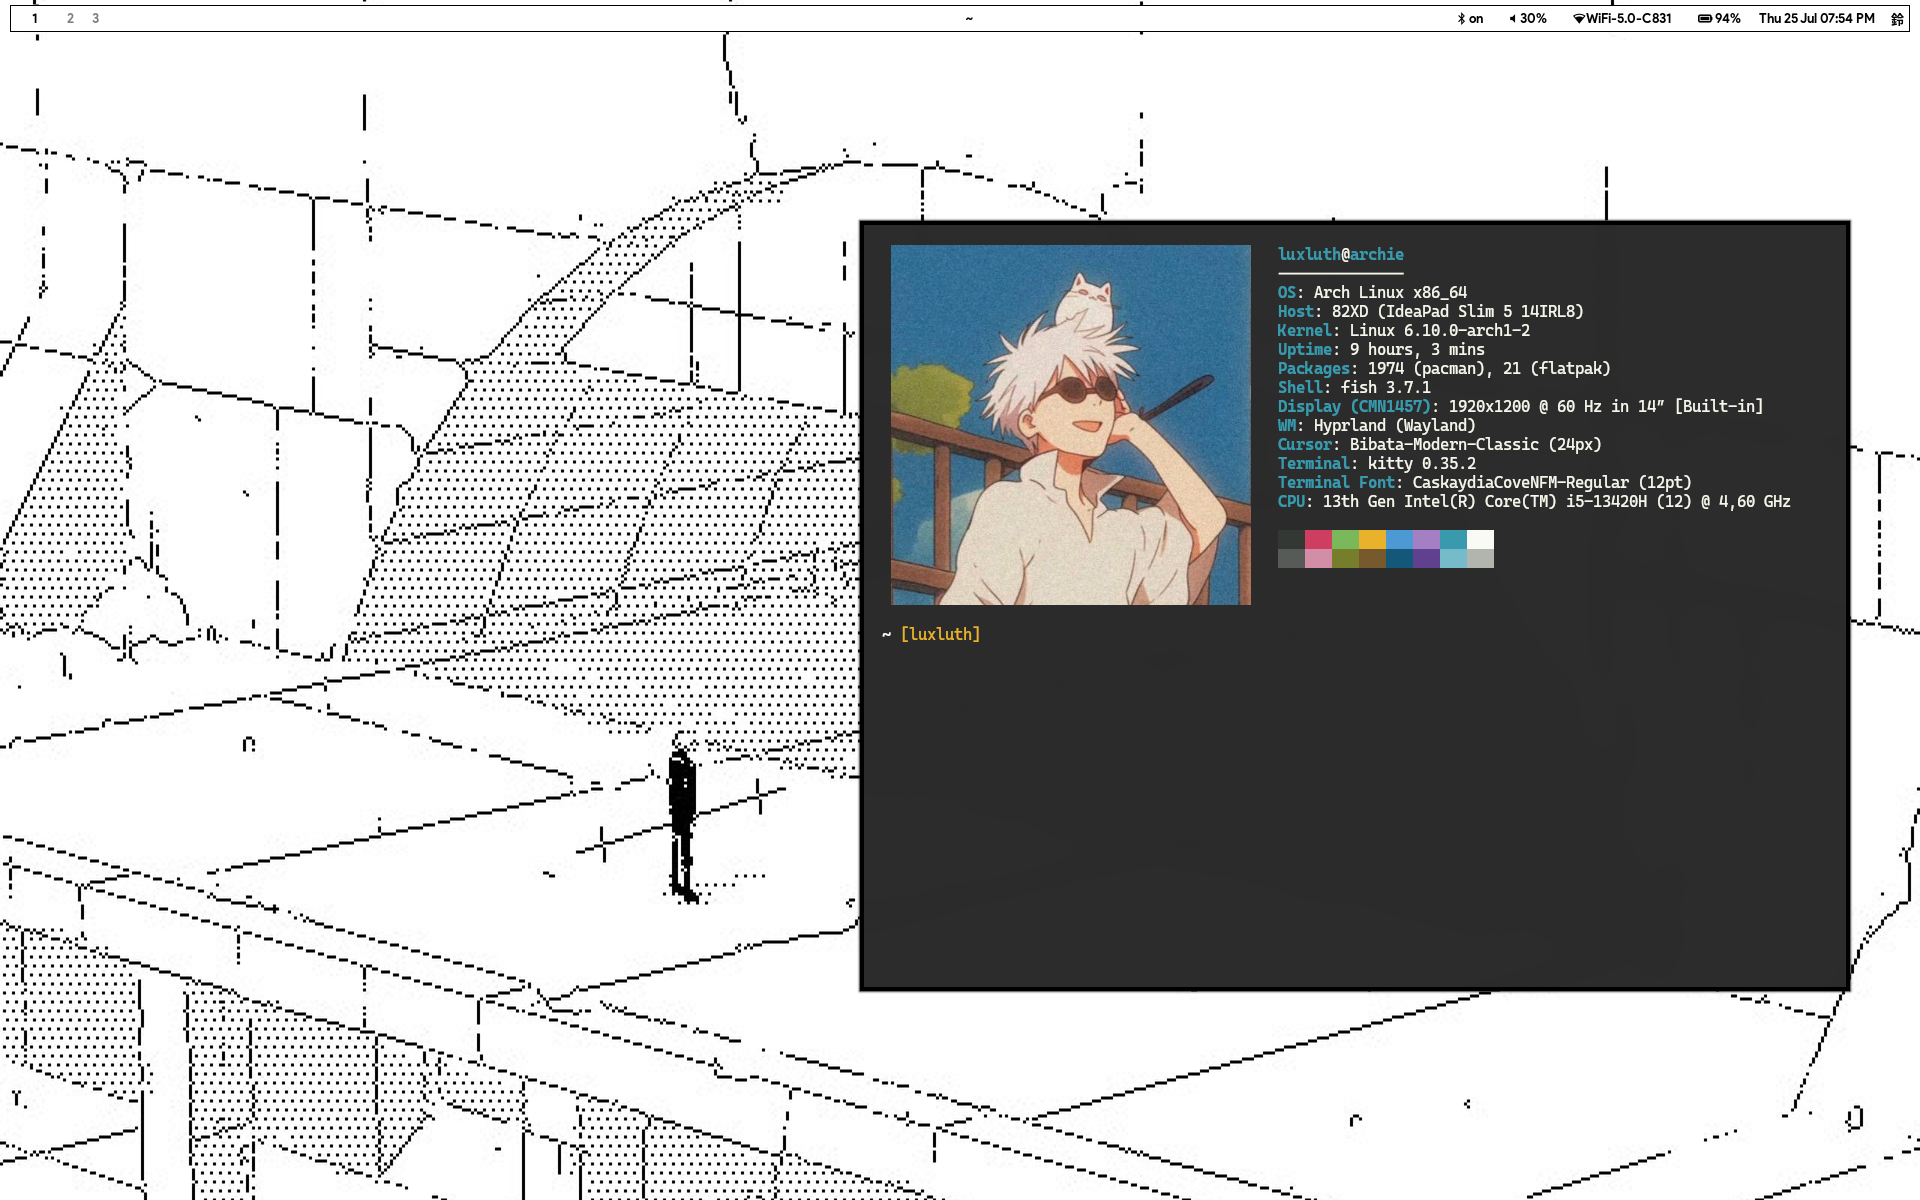 1 2 3 ~ on 30% WiFi-5.0-C831 94% Thu 25 Jul 07:54 PM 鈴
luxluth@archie
OS: Arch Linux x86_64
Host: 82XD (IdeaPad Slim 5 14IRL8)
Kernel: Linux 6.10.0-arch1-2
Uptime: 9 hours, 3 mins
Packages: 1974 (pacman), 21 (flatpak)
Shell: fish 3.7.1
Display (CMN1457): 1920x1200 @ 60 Hz in 14″ [Built-in]
WM: Hyprland (Wayland)
Cursor: Bibata-Modern-Classic (24px)
Terminal: kitty 0.35.2
Terminal Font: CaskaydiaCoveNFM-Regular (12pt)
CPU: 13th Gen Intel(R) Core(TM) i5-13420H (12) @ 4,60 GHz
~ [luxluth]